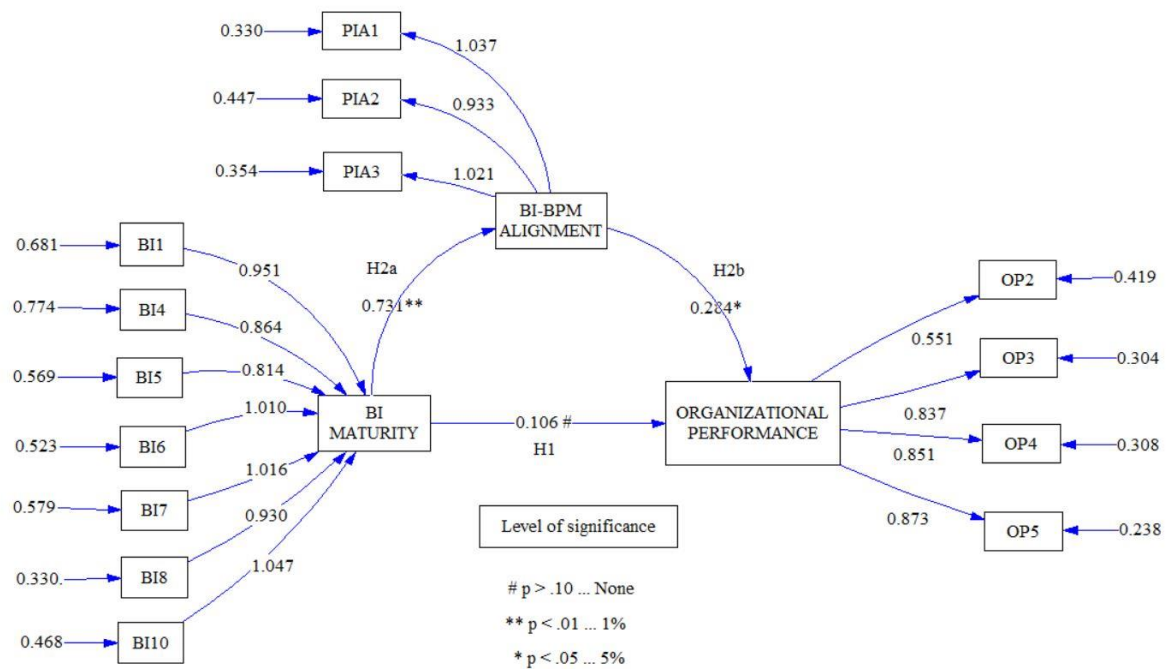 0.330 PIA1 1.037
0.447 PIA2 0.933
0.354 PIA3 1.021
BI-BPM
ALIGNMENT
0.681 BI1 0.951
H2a
0.731**
H2b
0.284*
0.774 BI4 0.864
0.569 BI5 0.814
0.523 BI6 1.010
0.579 BI7 1.016
0.330. BI8 0.930
0.468 BI10 1.047
BI
MATURITY
0.106 #
H1
ORGANIZATIONAL
PERFORMANCE
0.551 OP2 0.419
0.837 OP3 0.304
0.851 OP4 0.308
0.873 OP5 0.238
Level of significance
# p > .10 ... None
** p < .01 ... 1%
* p < .05 ... 5%